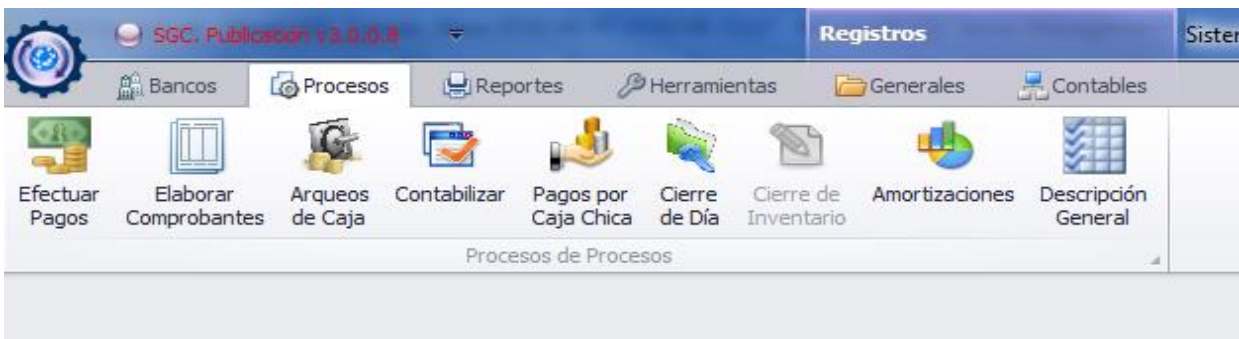 SGC. Publicación v3.0.0.8
Registros
Sister
Bancos
Procesos
Reportes
Herramientas
Generales
Contables
Efectuar
Pagos
Elaborar
Comprobantes
Arqueos
de Caja
Contabilizar
Pagos por
Caja Chica
Cierre
de Día
Cierre de
Inventario
Amortizaciones
Descripción
General
Procesos de Procesos